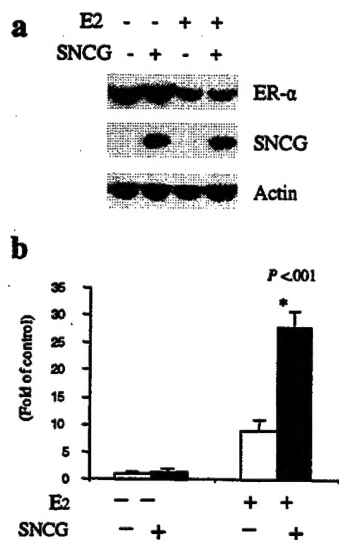 a
E2 - - + +
SNCG - + - +
ER-α
SNCG
Actin
b
P<.001
*
(Fold of control)
35
30
25
20
15
10
5
0
E2 — — + +
SNCG — + — +